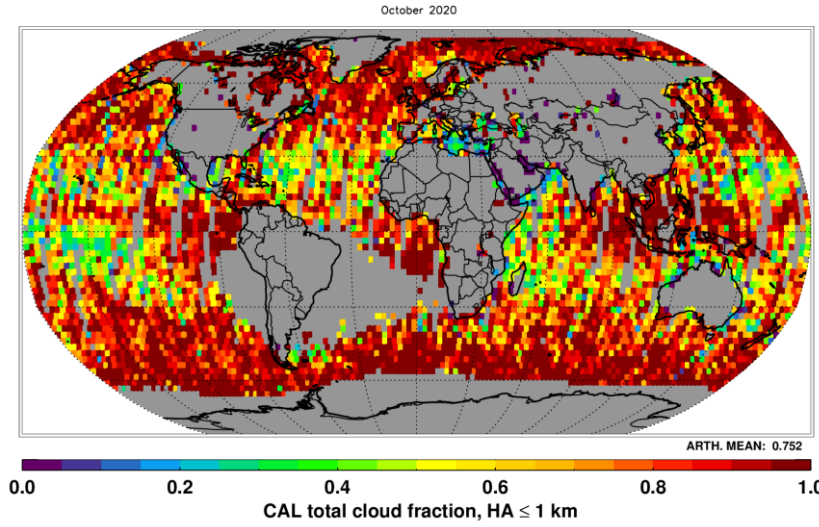 October 2020
ARTH. MEAN: 0.752
0.0 0.2 0.4 0.6 0.8 1.0
CAL total cloud fraction, HA ≤ 1 km